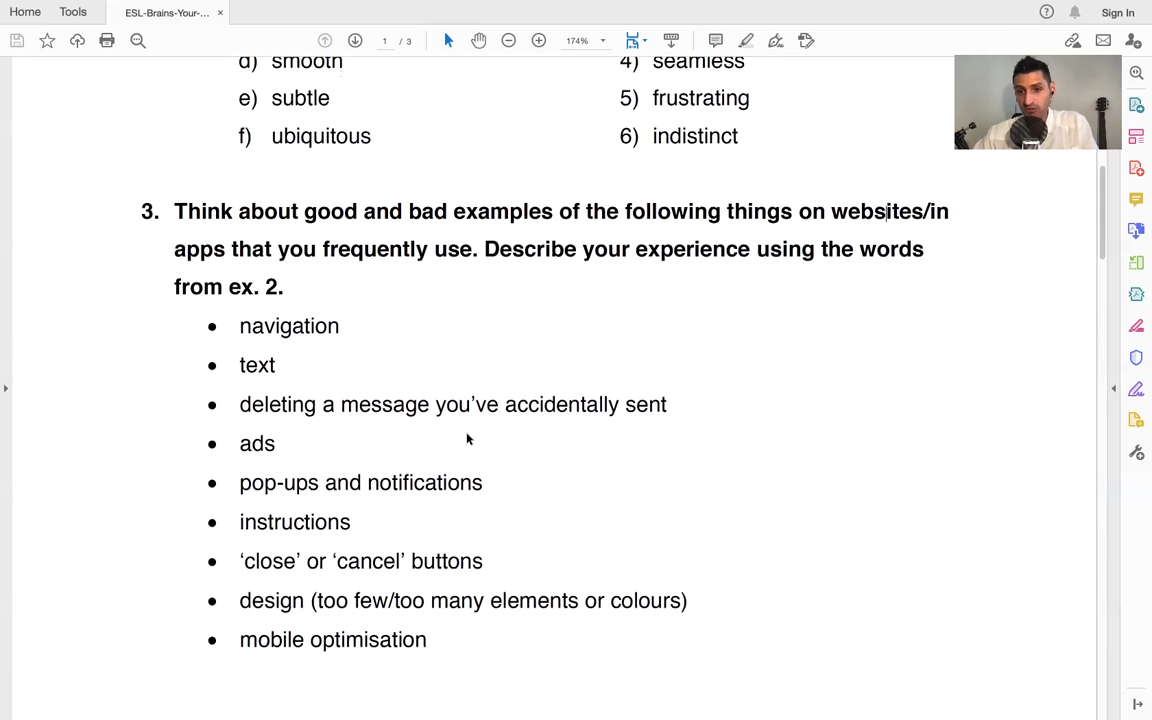 Home
Tools
ESL-Brains-Your-...
Sign In
1 / 3
174%
d) smooth
4) seamless
e) subtle
5) frustrating
f) ubiquitous
6) indistinct
3. Think about good and bad examples of the following things on websites/in
apps that you frequently use. Describe your experience using the words
from ex. 2.
• navigation
• text
• deleting a message you’ve accidentally sent
• ads
• pop-ups and notifications
• instructions
• ‘close’ or ‘cancel’ buttons
• design (too few/too many elements or colours)
• mobile optimisation